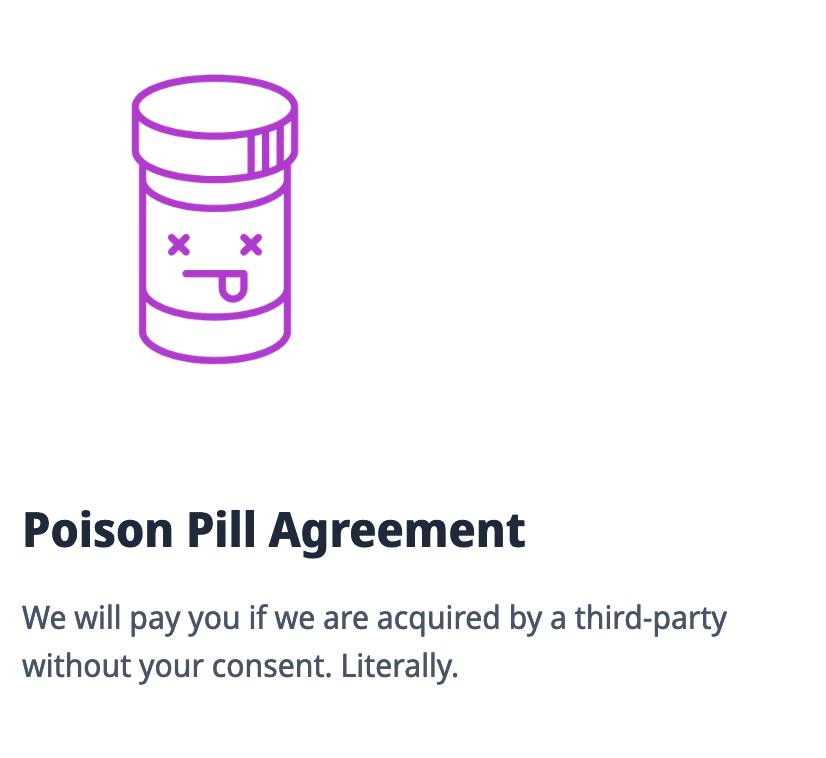 Poison Pill Agreement
We will pay you if we are acquired by a third-party
without your consent. Literally.